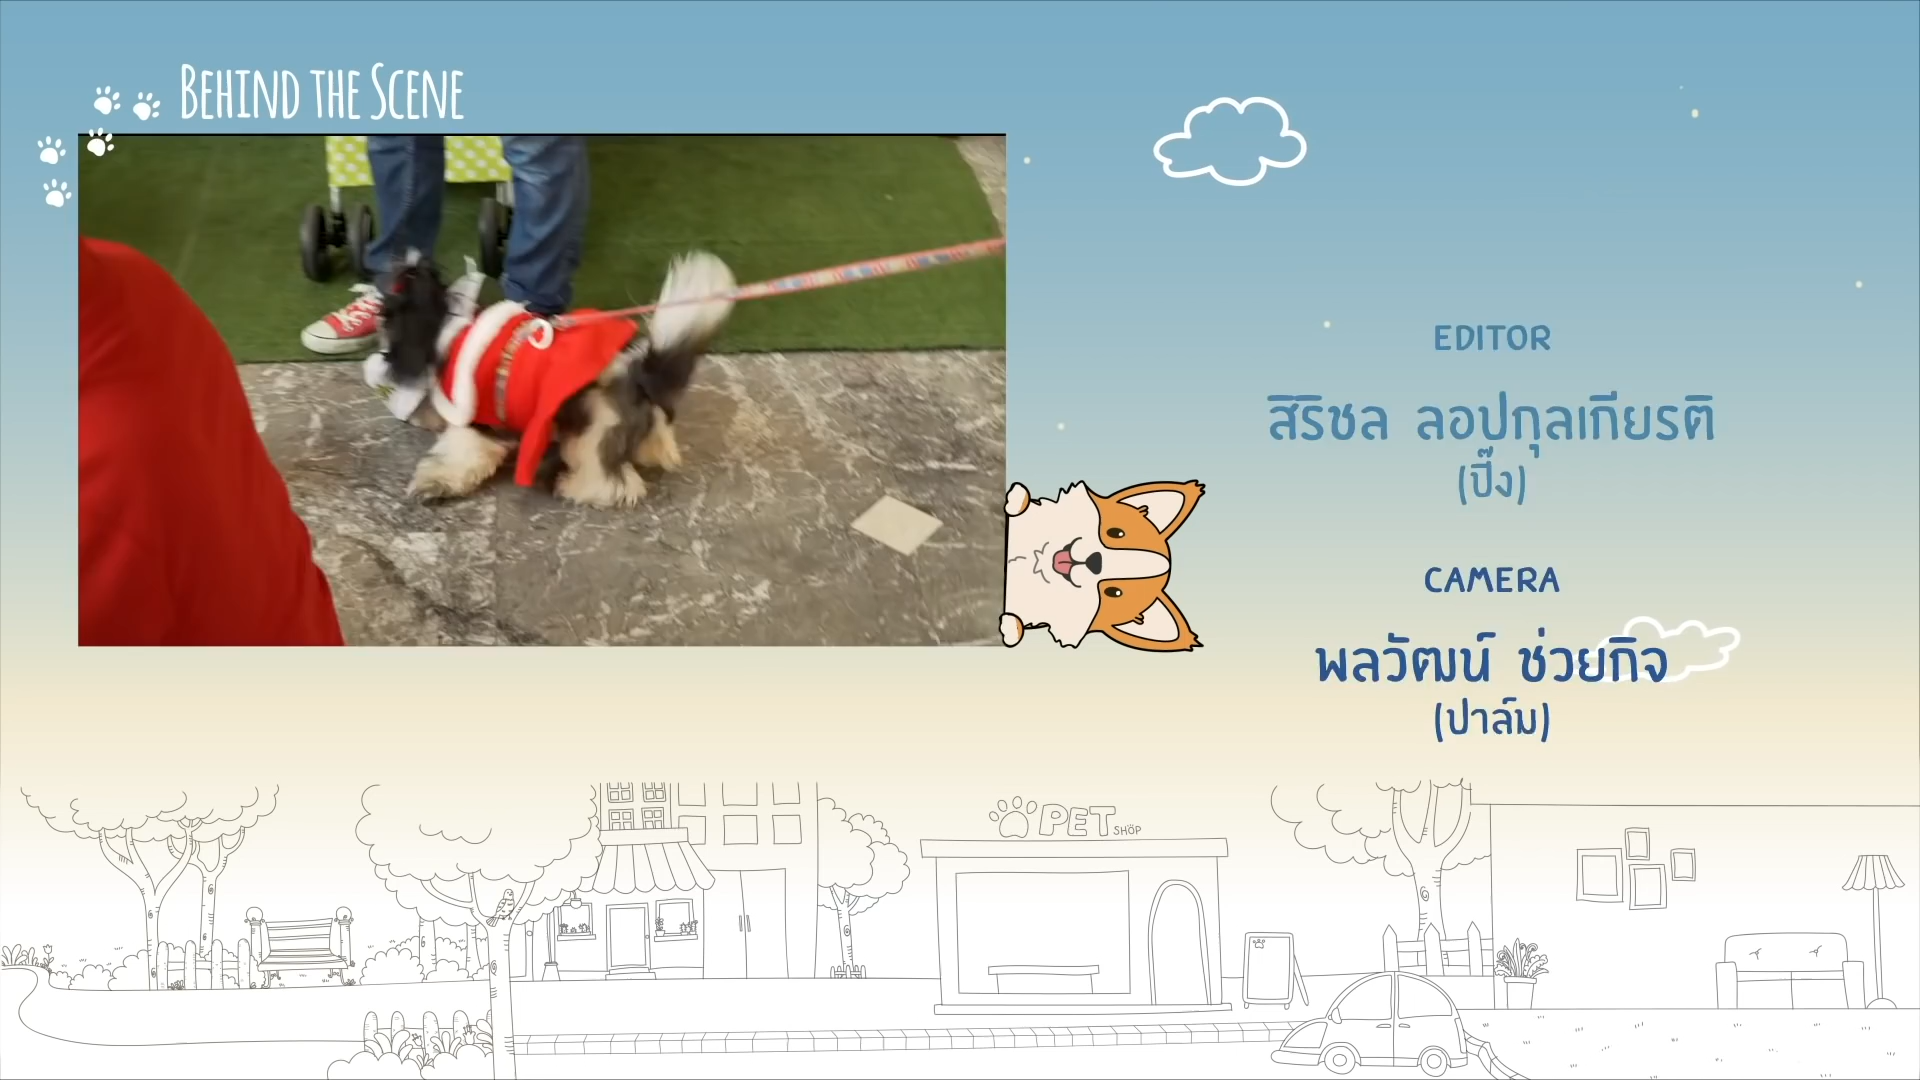 BEHIND THE SCENE
EDITOR
สิริชล ลอปกุลเกียรติ
(ปิ๊ง)
CAMERA
พลวัฒน์ ช่วยกิจ
(ปาล์ม)
PET SHOP